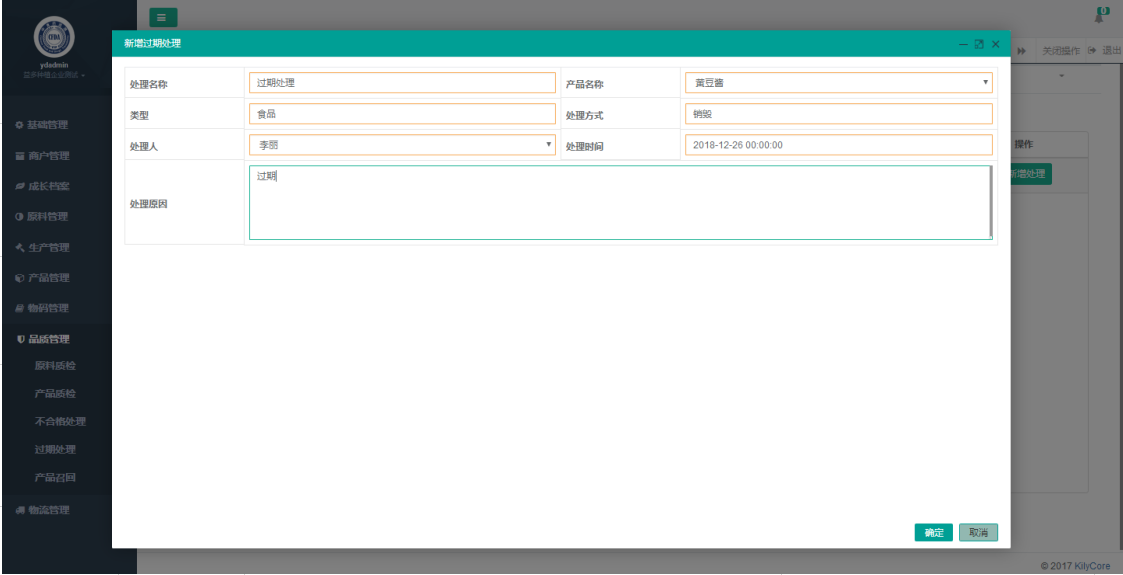 CFDA
0
ydadmin
新增过期处理
关闭操作
退出
处理名称
过期处理
产品名称
黄豆酱
类型
食品
处理方式
销毁
处理人
李丽
处理时间
2018-12-26 00:00:00
处理原因
过期
操作
新增处理
基础管理
商户管理
成长档案
原料管理
生产管理
产品管理
物码管理
品质管理
原料质检
产品质检
不合格处理
过期处理
产品召回
物流管理
确定
取消
© 2017 KilyCore